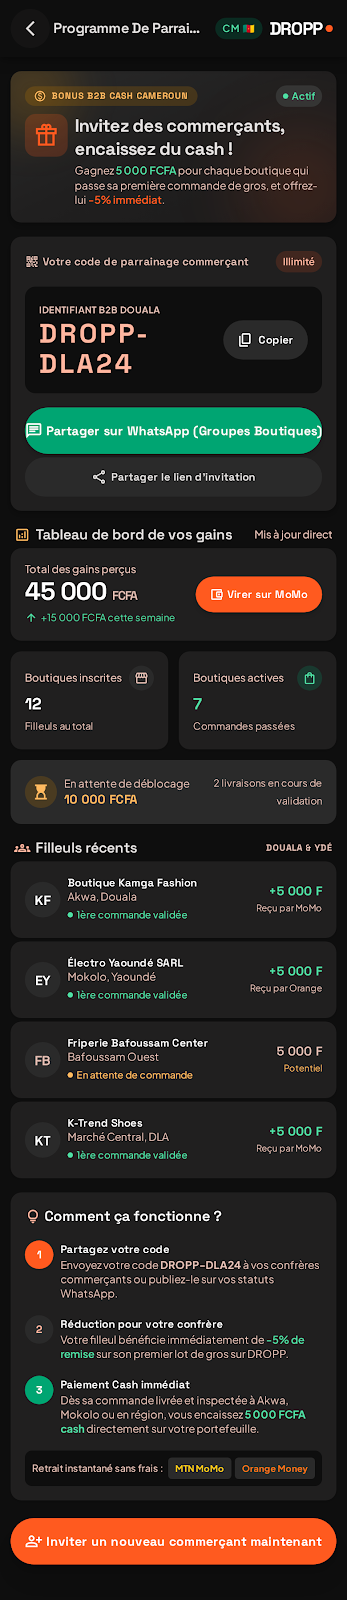 Programme De Parrai...
CM 🇨🇲
DROPP
BONUS B2B CASH CAMEROUN
Actif
Invitez des commerçants,
encaissez du cash !
Gagnez 5 000 FCFA pour chaque boutique qui
passe sa première commande de gros, et offrez-
lui -5% immédiat.
Votre code de parrainage commerçant
Illimité
IDENTIFIANT B2B DOUALA
DROPP-
DLA24
Copier
Partager sur WhatsApp (Groupes Boutiques)
Partager le lien d'invitation
Tableau de bord de vos gains
Mis à jour direct
Total des gains perçus
45 000 FCFA
+15 000 FCFA cette semaine
Virer sur MoMo
Boutiques inscrites
12
Filleuls au total
Boutiques actives
7
Commandes passées
En attente de déblocage
10 000 FCFA
2 livraisons en cours de
validation
Filleuls récents
DOUALA & YDÉ
KF
Boutique Kamga Fashion
Akwa, Douala
1ère commande validée
+5 000 F
Reçu par MoMo
EY
Électro Yaoundé SARL
Mokolo, Yaoundé
1ère commande validée
+5 000 F
Reçu par Orange
FB
Friperie Bafoussam Center
Bafoussam Ouest
En attente de commande
5 000 F
Potentiel
KT
K-Trend Shoes
Marché Central, DLA
1ère commande validée
+5 000 F
Reçu par MoMo
Comment ça fonctionne ?
1
Partagez votre code
Envoyez votre code DROPP-DLA24 à vos confrères
commerçants ou publiez-le sur vos statuts
WhatsApp.
2
Réduction pour votre confrère
Votre filleul bénéficie immédiatement de -5% de
remise sur son premier lot de gros sur DROPP.
3
Paiement Cash immédiat
Dès sa commande livrée et inspectée à Akwa,
Mokolo ou en région, vous encaissez 5 000 FCFA
cash directement sur votre portefeuille.
Retrait instantané sans frais :
MTN MoMo
Orange Money
Inviter un nouveau commerçant maintenant